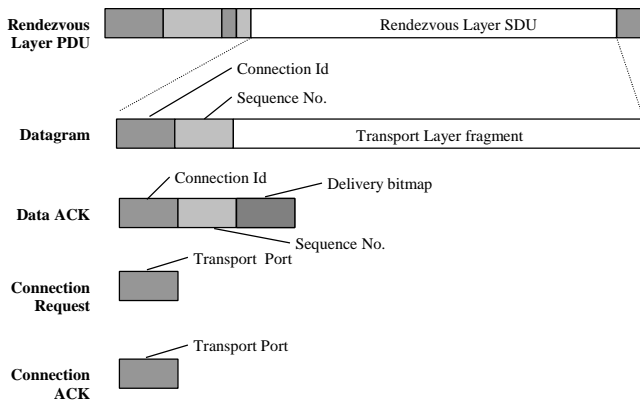 Rendezvous
Layer PDU
Rendezvous Layer SDU
Connection Id
Sequence No.
Datagram
Transport Layer fragment
Connection Id
Delivery bitmap
Data ACK
Sequence No.
Transport Port
Connection
Request
Transport Port
Connection
ACK